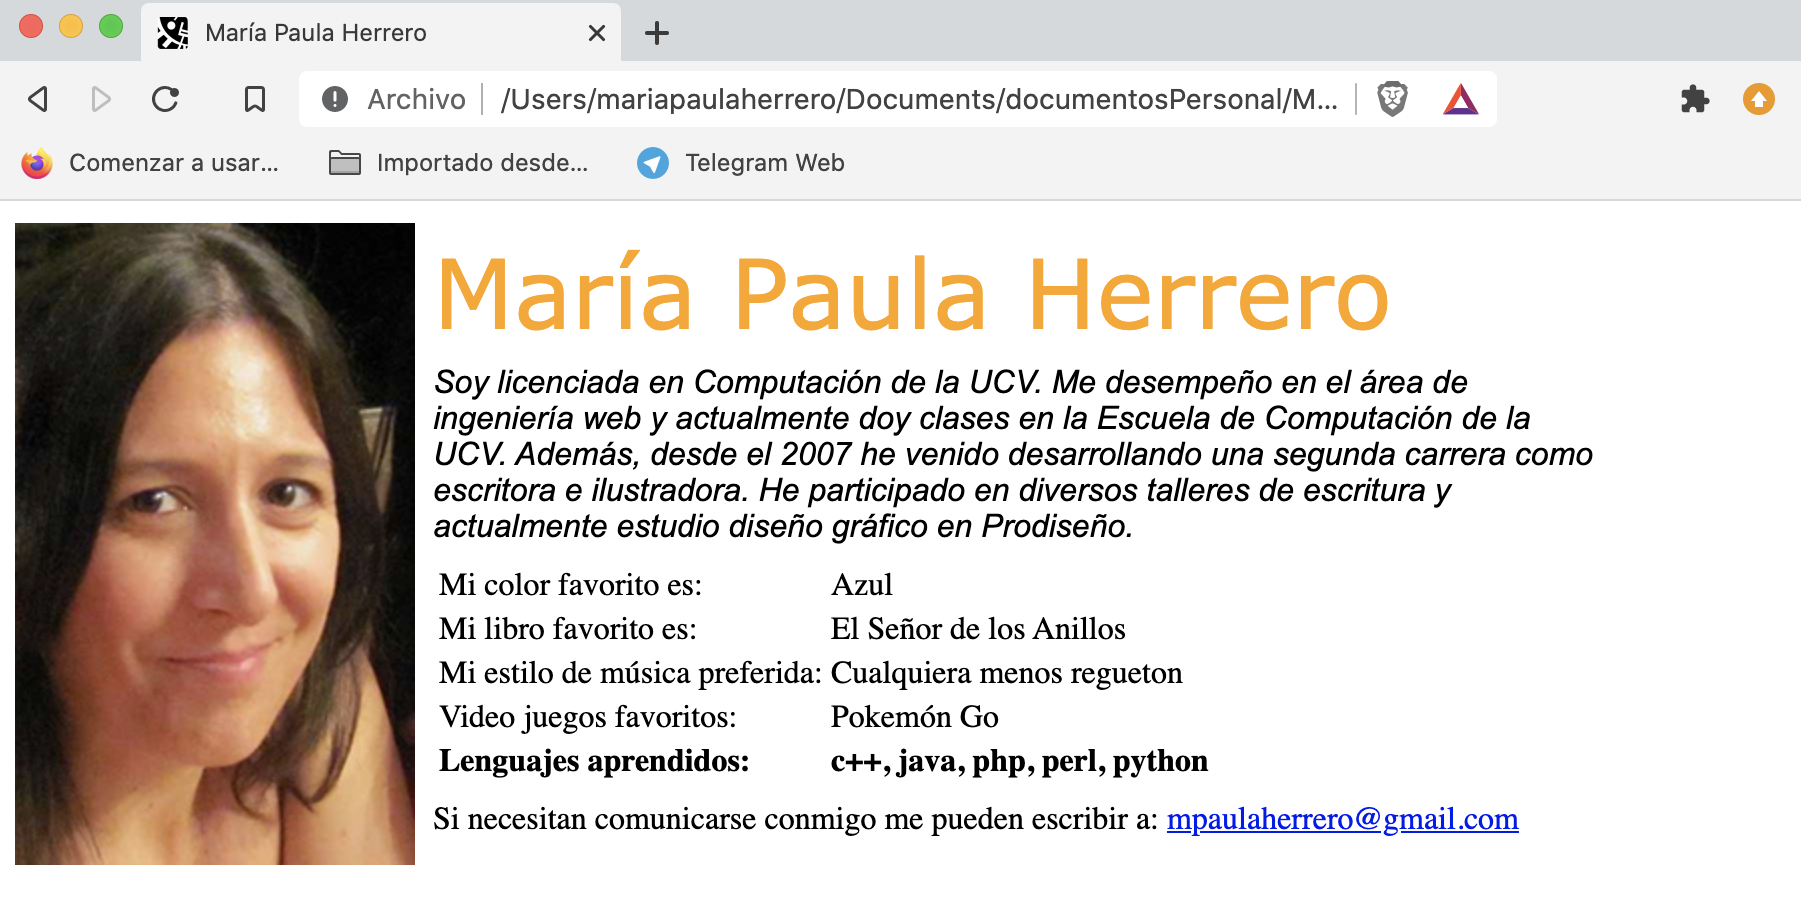 María Paula Herrero
Archivo /Users/mariapaulaherrero/Documents/documentosPersonal/M...
Comenzar a usar... Importado desde... Telegram Web
María Paula Herrero
Soy licenciada en Computación de la UCV. Me desempeño en el área de
ingeniería web y actualmente doy clases en la Escuela de Computación de la
UCV. Además, desde el 2007 he venido desarrollando una segunda carrera como
escritora e ilustradora. He participado en diversos talleres de escritura y
actualmente estudio diseño gráfico en Prodiseño.
Mi color favorito es: Azul
Mi libro favorito es: El Señor de los Anillos
Mi estilo de música preferida: Cualquiera menos regueton
Video juegos favoritos: Pokemón Go
Lenguajes aprendidos: c++, java, php, perl, python
Si necesitan comunicarse conmigo me pueden escribir a: mpaulaherrero@gmail.com